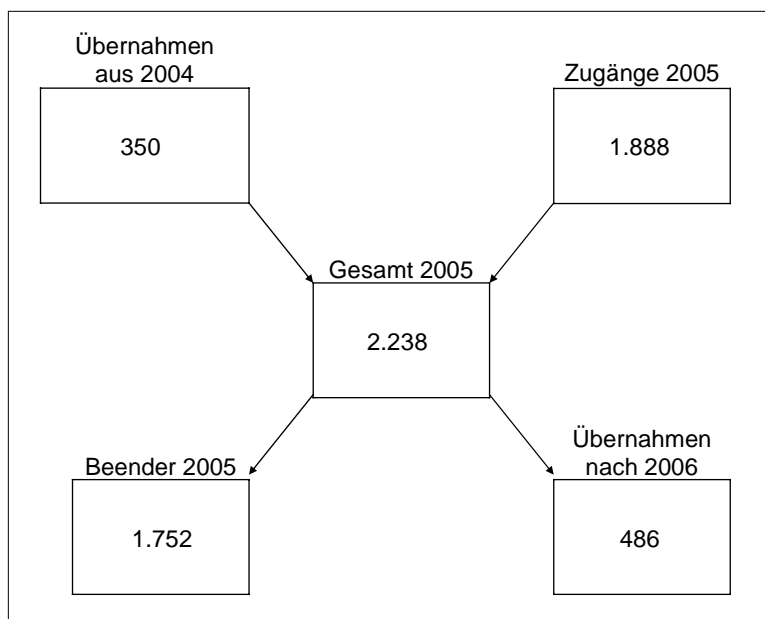 Übernahmen
aus 2004
Zugänge 2005
350
1.888
Gesamt 2005
2.238
Beender 2005
Übernahmen
nach 2006
1.752
486